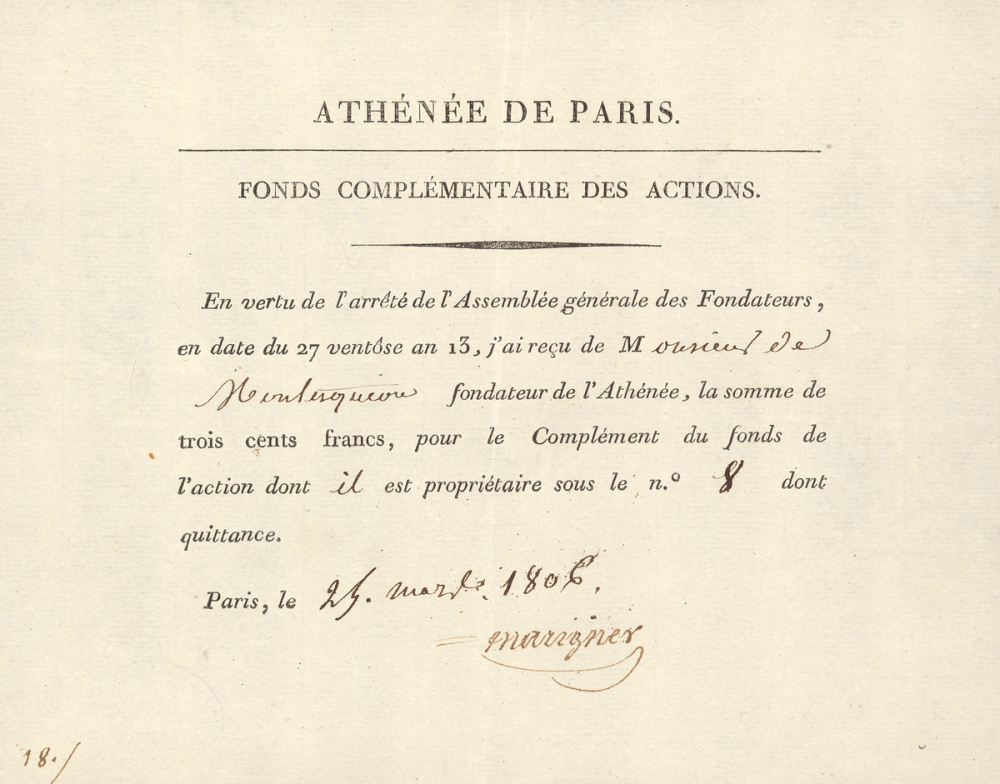 ATHÉNÉE DE PARIS.
FONDS COMPLÉMENTAIRE DES ACTIONS.
En vertu de l'arrêté de l'Assemblée générale des Fondateurs,
en date du 27 ventôse an 13, j'ai reçu de Monsieur de
Montesquiou fondateur de l'Athénée, la somme de
trois cents francs, pour le Complément du fonds de
l'action dont il est propriétaire sous le n.º 8 dont
quittance.
Paris, le 25. mars 1806.
marigner
18./